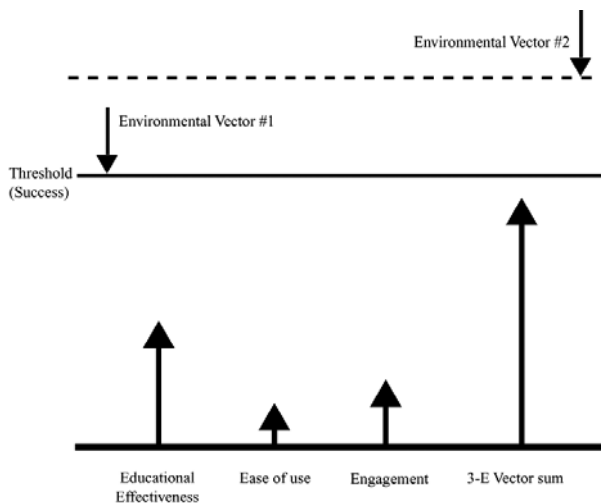 Environmental Vector #2
Environmental Vector #1
Threshold
(Success)
Educational
Effectiveness
Ease of use
Engagement
3-E Vector sum